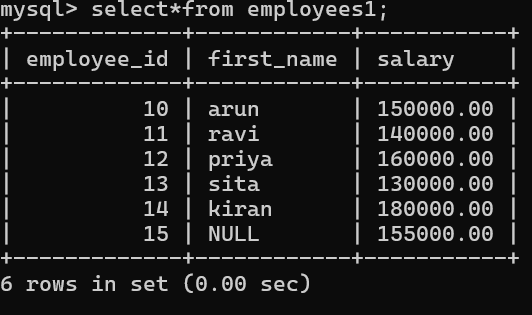 mysql> select*from employees1;
+-------------+------------+-----------+
| employee_id | first_name | salary    |
+-------------+------------+-----------+
|          10 | arun       | 150000.00 |
|          11 | ravi       | 140000.00 |
|          12 | priya      | 160000.00 |
|          13 | sita       | 130000.00 |
|          14 | kiran      | 180000.00 |
|          15 | NULL       | 155000.00 |
+-------------+------------+-----------+
6 rows in set (0.00 sec)